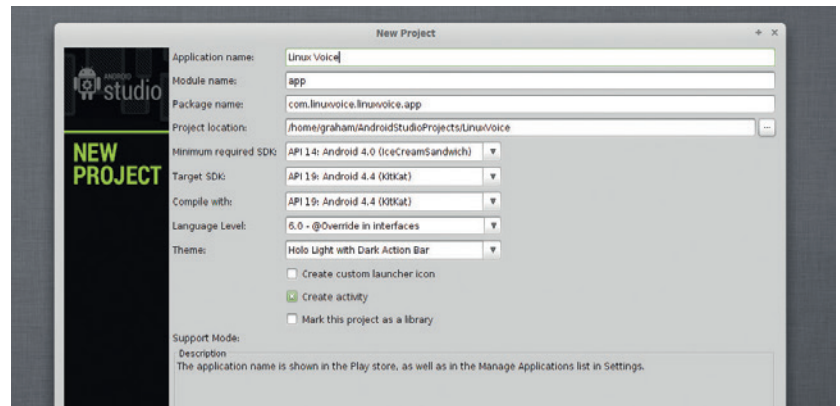 New Project
ANDROID
studio
NEW
PROJECT
Application name: Linux Voice
Module name: app
Package name: com.linuxvoice.linuxvoice.app
Project location: /home/graham/AndroidStudioProjects/LinuxVoice ...
Minimum required SDK: API 14: Android 4.0 (IceCreamSandwich)
Target SDK: API 19: Android 4.4 (KitKat)
Compile with: API 19: Android 4.4 (KitKat)
Language Level: 6.0 - @Override in interfaces
Theme: Holo Light with Dark Action Bar
Create custom launcher icon
Create activity
Mark this project as a library
Support Mode:
Description
The application name is shown in the Play store, as well as in the Manage Applications list in Settings.